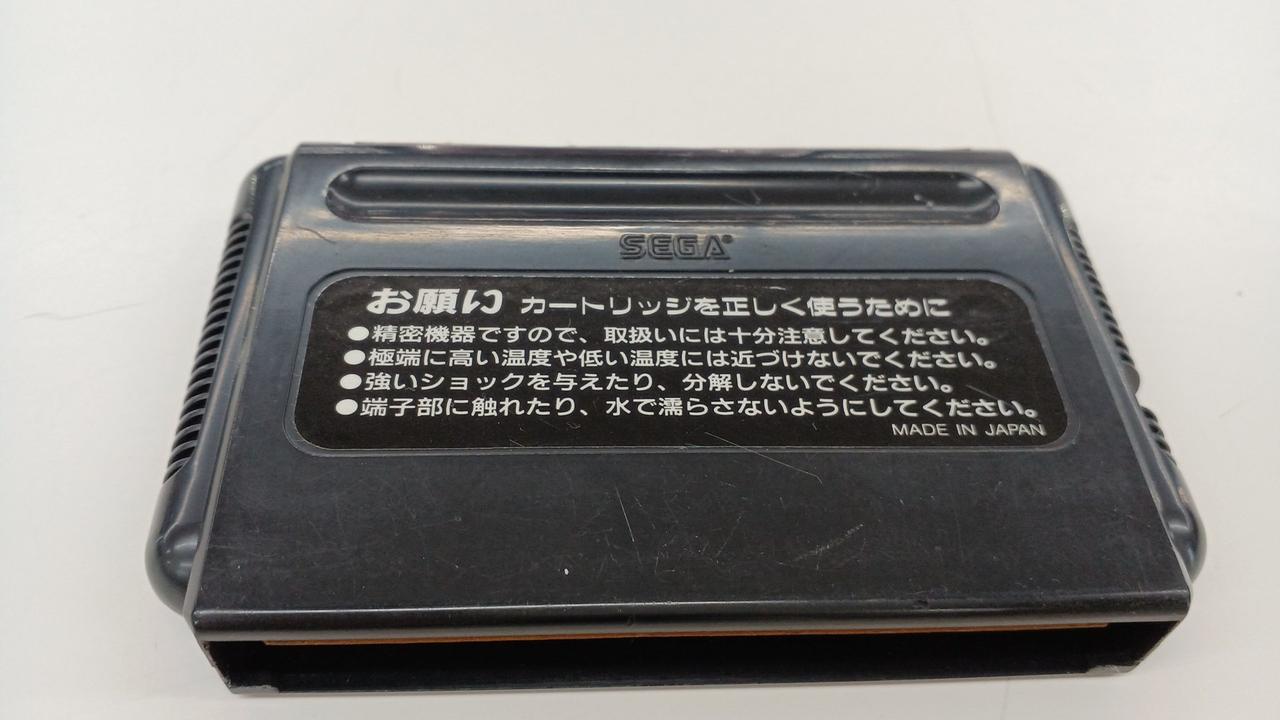 SEGA®
お願い カートリッジを正しく使うために
●精密機器ですので、取扱いには十分注意してください。
●極端に高い温度や低い温度には近づけないでください。
●強いショックを与えたり、分解しないでください。
●端子部に触れたり、水で濡らさないようにしてください。
MADE IN JAPAN